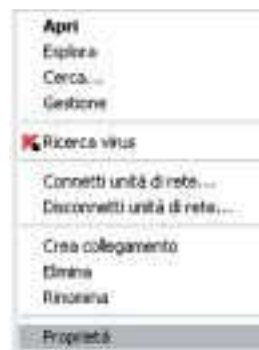 Apri
Esplora
Cerca...
Gestione
Ricerca virus
Connetti unità di rete...
Disconnetti unità di rete...
Crea collegamento
Elimina
Rinomina
Proprietà